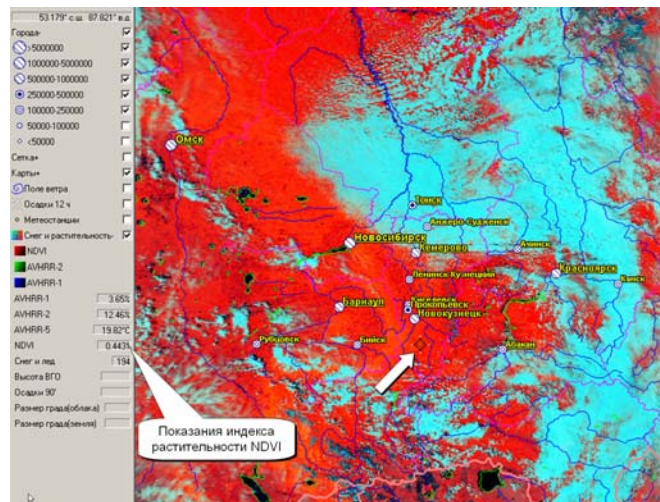 53.179° с.ш. 87.821° в.д.
Города-
>5000000
1000000-5000000
500000-1000000
250000-500000
100000-250000
50000-100000
<50000
Сетка+
Карты+
Поле ветра
Осадки 12 ч
Метеостанции
Снег и растительность-
NDVI
AVHRR-2
AVHRR-1
AVHRR-1 3.65%
AVHRR-2 12.46%
AVHRR-5 19.82°C
NDVI 0.443%
Снег и лед 194
Высота ВГО
Осадки 90'
Размер града(облака)
Размер града(земля)
Показания индекса
растительности NDVI
Омск
Томск
Анжеро-Судженск
Новосибирск
Кемерово
Ачинск
Красноярск
Канск
Ленинск-Кузнецкий
Барнаул
Киселевск
Прокопьевск
Новокузнецк
Рубцовск
Бийск
Абакан